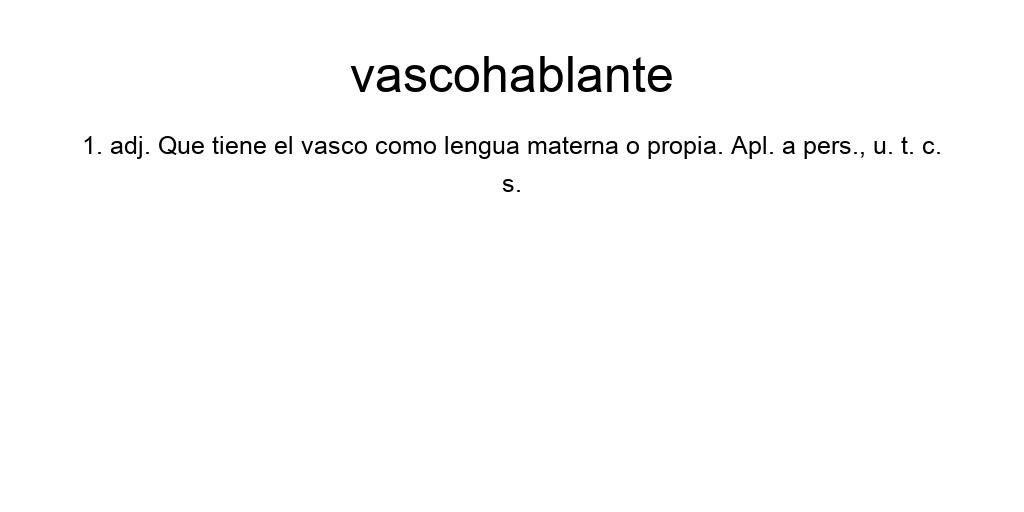 vascohablante
1. adj. Que tiene el vasco como lengua materna o propia. Apl. a pers., u. t. c.
s.